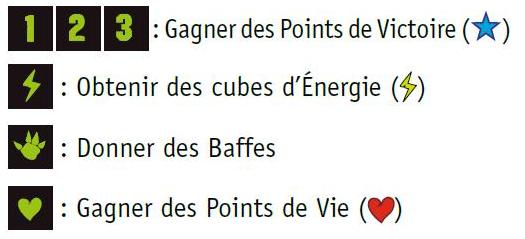 1 2 3 : Gagner des Points de Victoire ( )
: Obtenir des cubes d'Énergie ( )
: Donner des Baffes
: Gagner des Points de Vie ( )